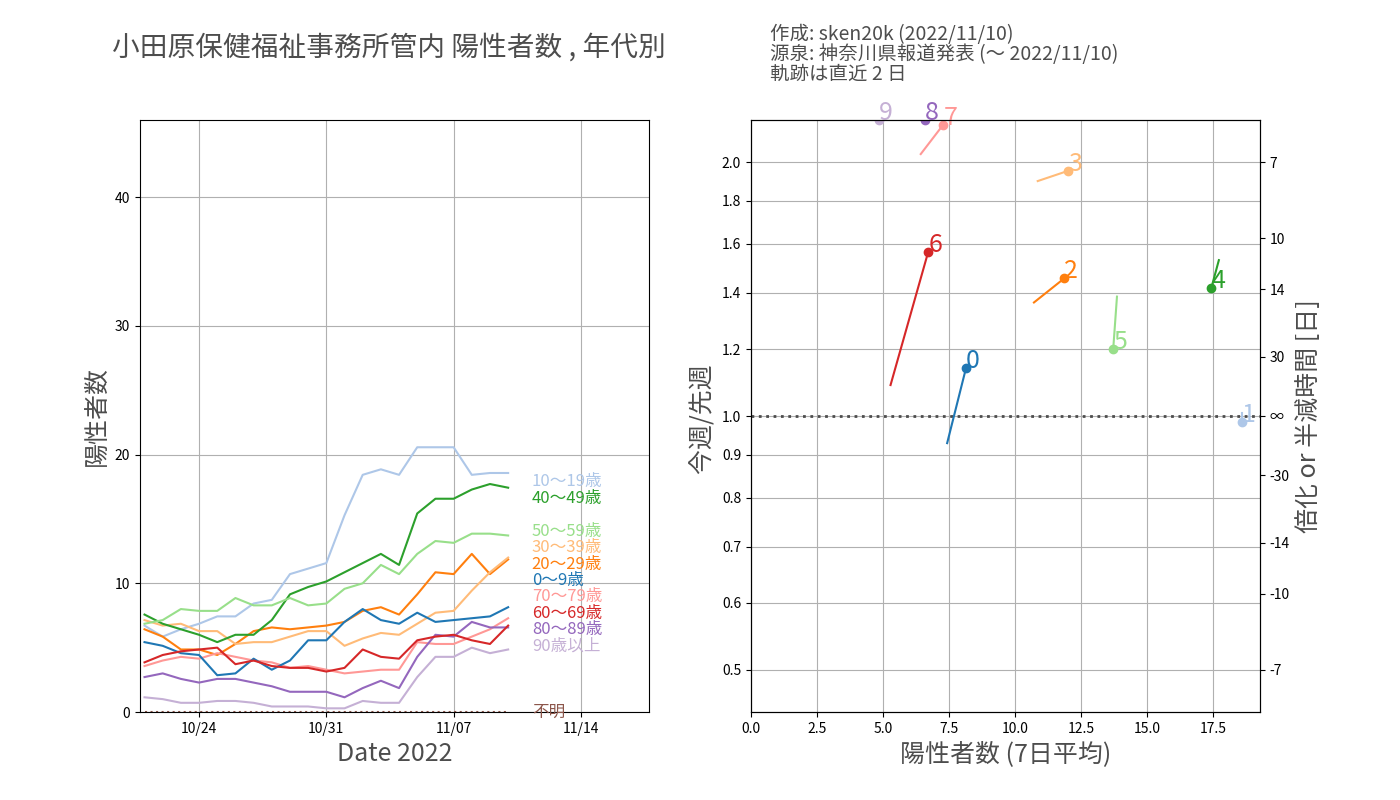 小田原保健福祉事務所管内 陽性者数 , 年代別
作成: sken20k (2022/11/10)
源泉: 神奈川県報道発表 (～ 2022/11/10)
軌跡は直近 2 日
陽性者数
40
30
20
10
0
10/24
10/31
11/07
11/14
Date 2022
10～19歳
40～49歳
50～59歳
30～39歳
20～29歳
0～9歳
70～79歳
60～69歳
80～89歳
90歳以上
不明
今週/先週
2.0
1.8
1.6
1.4
1.2
1.0
0.9
0.8
0.7
0.6
0.5
9
8
7
3
6
2
4
5
0
1
0.0
2.5
5.0
7.5
10.0
12.5
15.0
17.5
陽性者数 (7日平均)
7
10
14
30
∞
-30
-14
-10
-7
倍化 or 半減時間 [日]